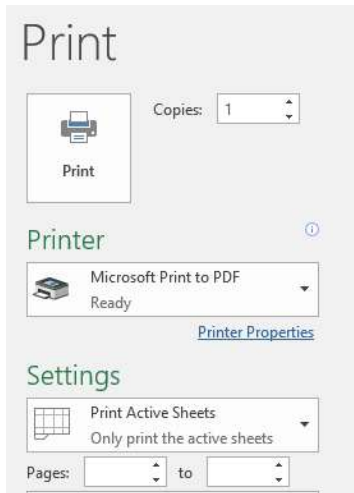 Print
Copies: 1
Print
Printer
Microsoft Print to PDF
Ready
Printer Properties
Settings
Print Active Sheets
Only print the active sheets
Pages: to